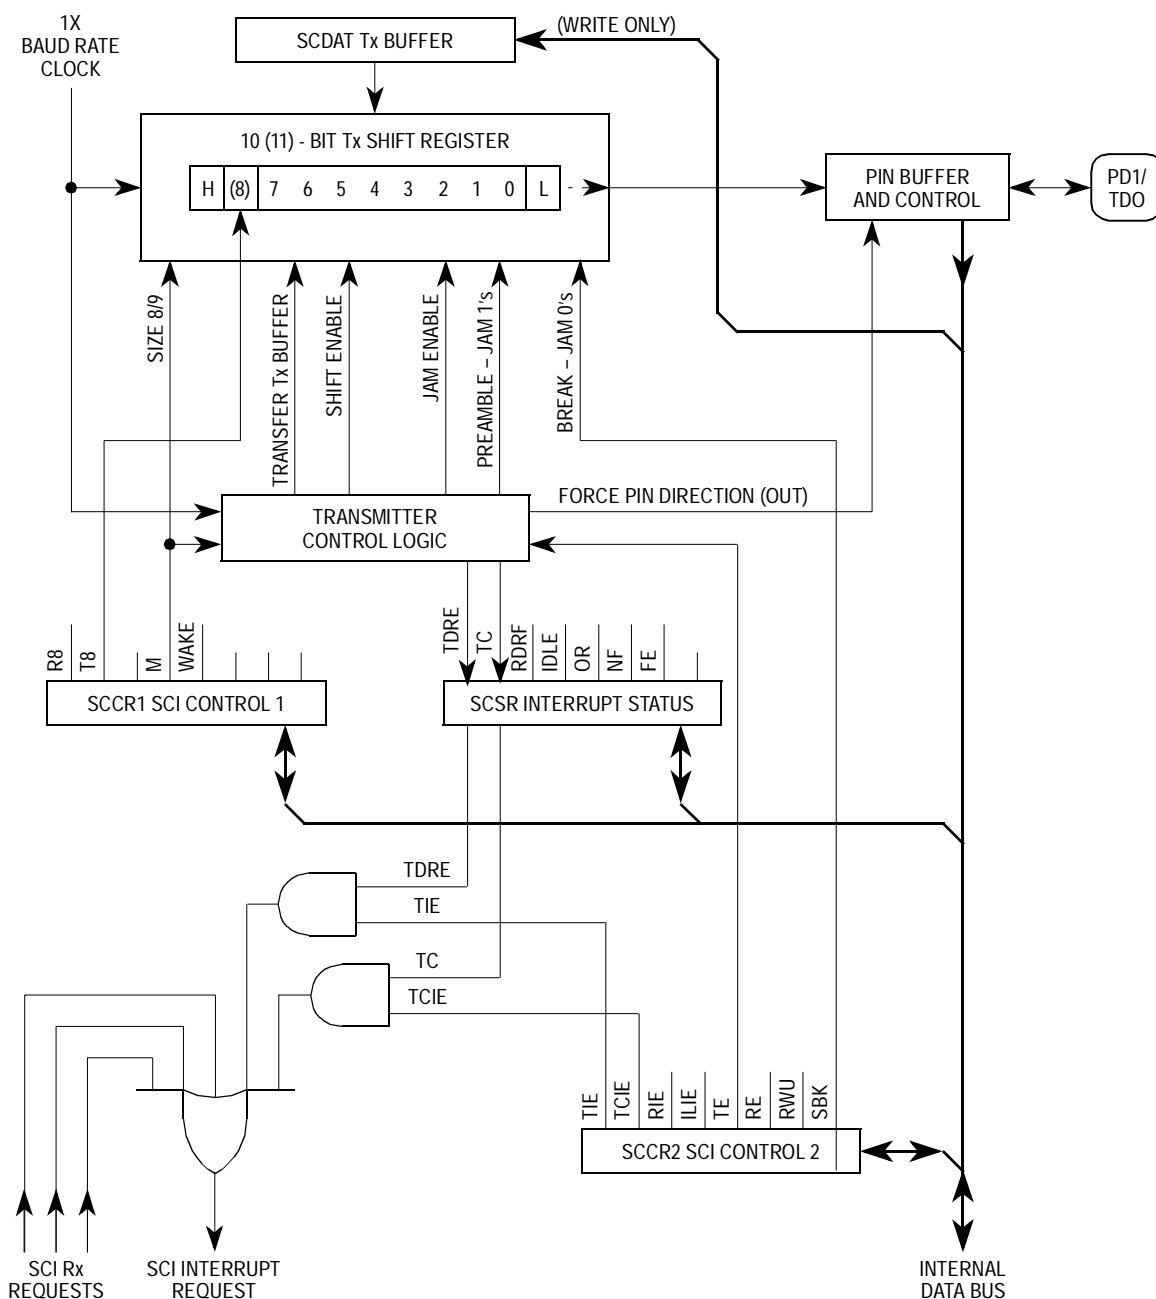 1X
BAUD RATE
CLOCK
SCDAT Tx BUFFER
(WRITE ONLY)
10 (11) - BIT Tx SHIFT REGISTER
H (8) 7 6 5 4 3 2 1 0 L -
PIN BUFFER
AND CONTROL
PD1/
TDO
SIZE 8/9
TRANSFER Tx BUFFER
SHIFT ENABLE
JAM ENABLE
PREAMBLE – JAM 1's
BREAK – JAM 0's
FORCE PIN DIRECTION (OUT)
TRANSMITTER
CONTROL LOGIC
R8
T8
M
WAKE
TDRE
TC
RDRF
IDLE
OR
NF
FE
SCCR1 SCI CONTROL 1
SCSR INTERRUPT STATUS
TDRE
TIE
TC
TCIE
TIE
TCIE
RIE
ILIE
TE
RE
RWU
SBK
SCCR2 SCI CONTROL 2
SCI Rx
REQUESTS
SCI INTERRUPT
REQUEST
INTERNAL
DATA BUS